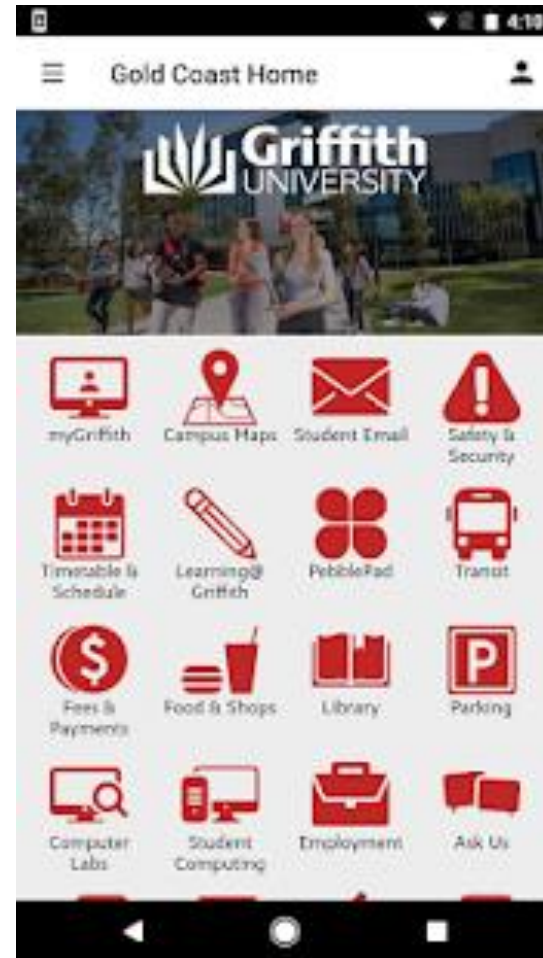 4:10
Gold Coast Home
Griffith
UNIVERSITY
myGriffith
Campus Maps
Student Email
Safety &
Security
Timetable &
Schedule
Learning@
Griffith
PebblePad
Transit
Fees &
Payments
Food & Shops
Library
P
Parking
Computer
Labs
Student
Computing
Employment
Ask Us